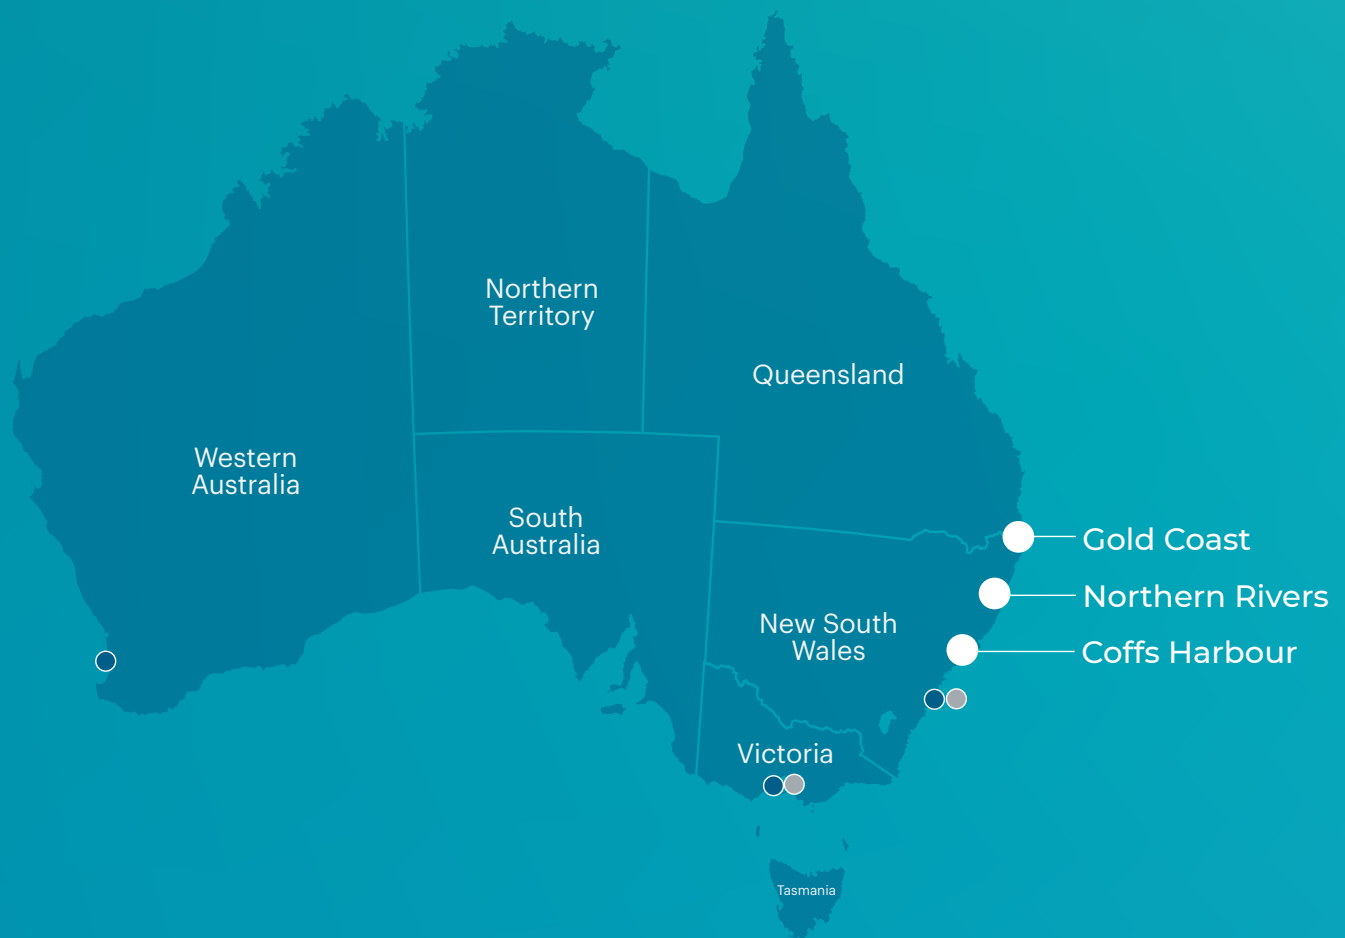 Northern
Territory
Queensland
Western
Australia
South
Australia
Gold Coast
Northern Rivers
New South
Wales
Coffs Harbour
Victoria
Tasmania